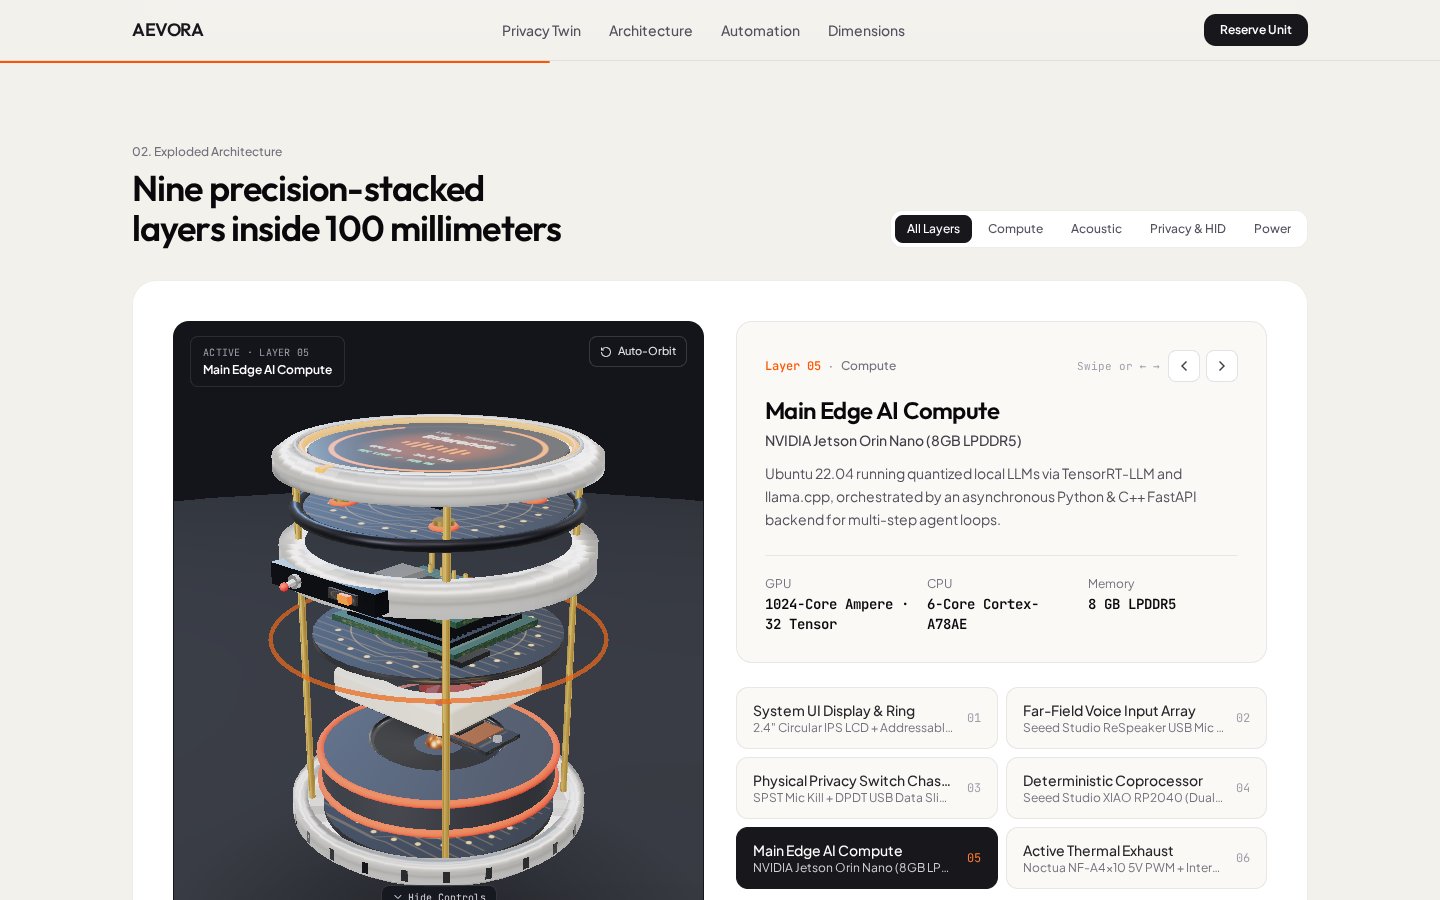 AEVORA
Privacy Twin
Architecture
Automation
Dimensions
Reserve Unit
02. Exploded Architecture
Nine precision-stacked
layers inside 100 millimeters
All Layers
Compute
Acoustic
Privacy & HID
Power
ACTIVE · LAYER 05
Main Edge AI Compute
Auto-Orbit
Hide Controls
Layer 05 · Compute
Swipe or ← →
Main Edge AI Compute
NVIDIA Jetson Orin Nano (8GB LPDDR5)
Ubuntu 22.04 running quantized local LLMs via TensorRT-LLM and
llama.cpp, orchestrated by an asynchronous Python & C++ FastAPI
backend for multi-step agent loops.
GPU
1024-Core Ampere ·
32 Tensor
CPU
6-Core Cortex-
A78AE
Memory
8 GB LPDDR5
System UI Display & Ring
2.4" Circular IPS LCD + Addressabl...
01
Far-Field Voice Input Array
Seeed Studio ReSpeaker USB Mic ...
02
Physical Privacy Switch Chas...
SPST Mic Kill + DPDT USB Data Sli...
03
Deterministic Coprocessor
Seeed Studio XIAO RP2040 (Dual...
04
Main Edge AI Compute
NVIDIA Jetson Orin Nano (8GB LP...
05
Active Thermal Exhaust
Noctua NF-A4x10 5V PWM + Inter...
06